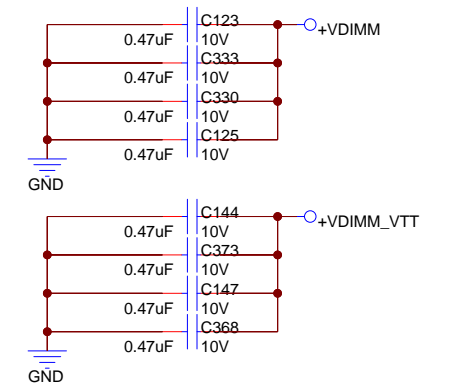 C123
+VDIMM
0.47uF 10V
C333
0.47uF 10V
C330
0.47uF 10V
C125
0.47uF 10V
GND
C144
+VDIMM_VTT
0.47uF 10V
C373
0.47uF 10V
C147
0.47uF 10V
C368
0.47uF 10V
GND